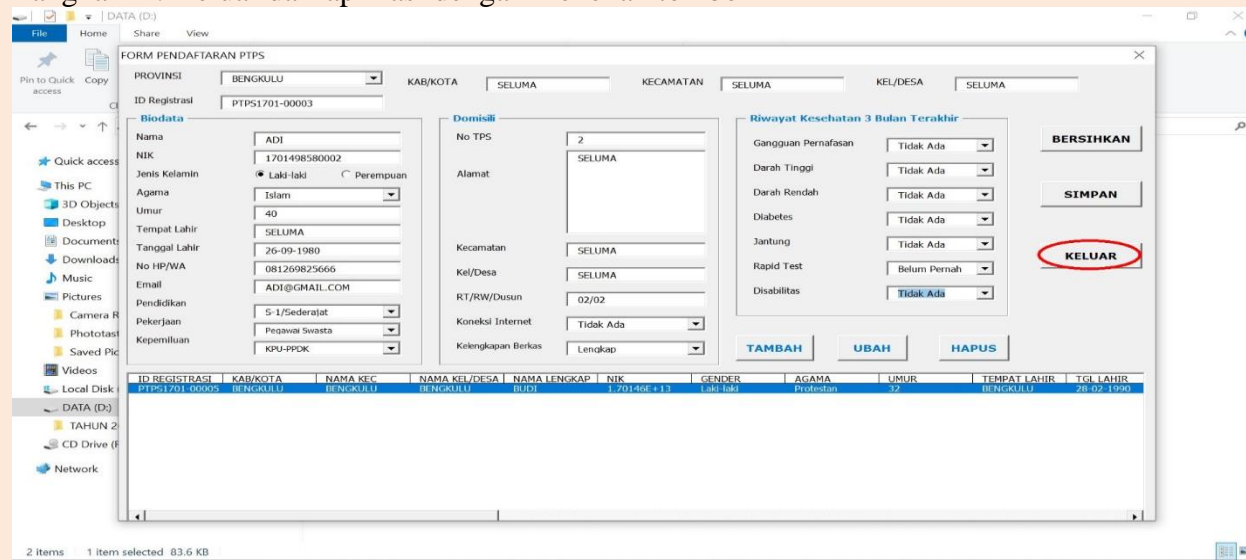 DATA (D:)
File Home Share View
Pin to Quick access
Copy
Quick access
This PC
3D Objects
Desktop
Documents
Downloads
Music
Pictures
Camera R
Phototast
Saved Pic
Videos
Local Disk
DATA (D:)
TAHUN 2
CD Drive (F
Network
2 items 1 item selected 83.6 KB
FORM PENDAFTARAN PTPS
PROVINSI BENGKULU KAB/KOTA SELUMA KECAMATAN SELUMA KEL/DESA SELUMA
ID Registrasi PTPS1701-00003
Biodata
Nama ADI
NIK 1701498580002
Jenis Kelamin Laki-laki Perempuan
Agama Islam
Umur 40
Tempat Lahir SELUMA
Tanggal Lahir 26-09-1980
No HP/WA 081269825666
Email ADI@GMAIL.COM
Pendidikan S-1/Sederajat
Pekerjaan Pegawai Swasta
Kepemiluan KPU-PPDK
Domisili
No TPS 2
Alamat SELUMA
Kecamatan SELUMA
Kel/Desa SELUMA
RT/RW/Dusun 02/02
Koneksi Internet Tidak Ada
Kelengkapan Berkas Lengkap
Riwayat Kesehatan 3 Bulan Terakhir
Gangguan Pernafasan Tidak Ada
Darah Tinggi Tidak Ada
Darah Rendah Tidak Ada
Diabetes Tidak Ada
Jantung Tidak Ada
Rapid Test Belum Pernah
Disabilitas Tidak Ada
BERSIHKAN
SIMPAN
KELUAR
TAMBAH UBAH HAPUS
ID REGISTRASI KAB/KOTA NAMA KEC NAMA KEL/DESA NAMA LENGKAP NIK GENDER AGAMA UMUR TEMPAT LAHIR TGL LAHIR
PTPS1701-00005 BENGKULU BENGKULU BENGKULU BUDI 1.70146E+13 Laki-laki Protestan 32 BENGKULU 28-02-1990